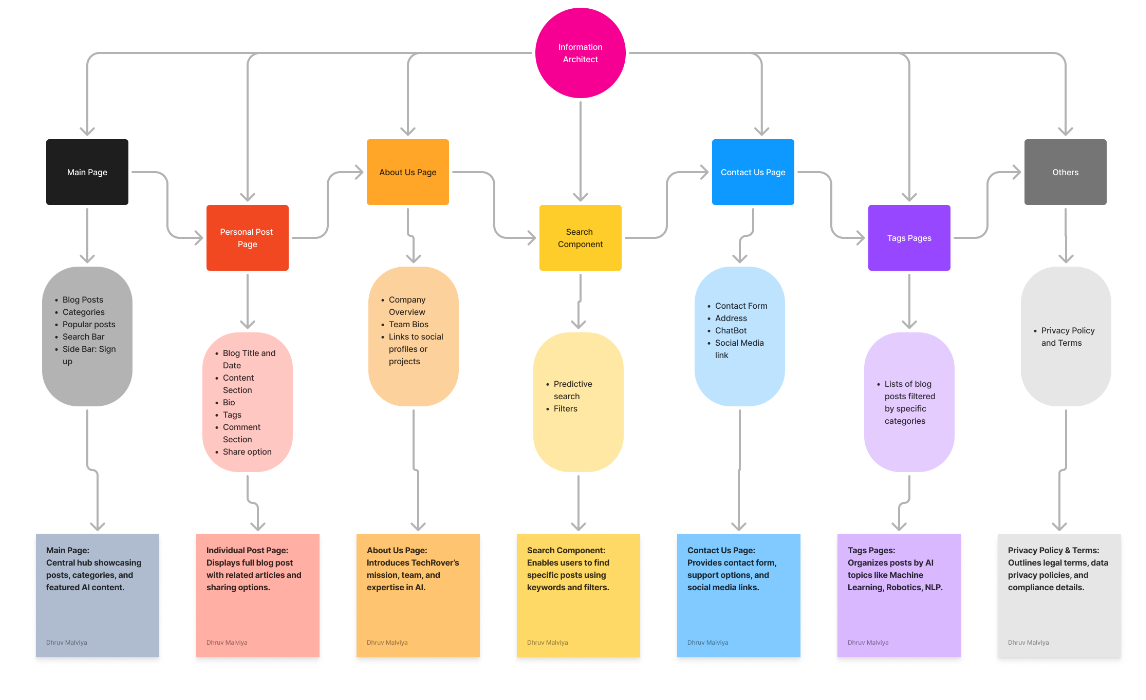 Information
Architect
Main Page
About Us Page
Contact Us Page
Others
Personal Post
Page
Search
Component
Tags Pages
• Blog Posts
• Categories
• Popular posts
• Search Bar
• Side Bar: Sign
up
• Blog Title and
Date
• Content
Section
• Bio
• Tags
• Comment
Section
• Share option
• Company
Overview
• Team Bios
• Links to social
profiles or
projects
• Predictive
search
• Filters
• Contact Form
• Address
• ChatBot
• Social Media
link
• Lists of blog
posts filtered
by specific
categories
• Privacy Policy
and Terms
Main Page:
Central hub showcasing
posts, categories, and
featured AI content.
Dhruv Malviya
Individual Post Page:
Displays full blog post
with related articles and
sharing options.
Dhruv Malviya
About Us Page:
Introduces TechRover's
mission, team, and
expertise in AI.
Dhruv Malviya
Search Component:
Enables users to find
specific posts using
keywords and filters.
Dhruv Malviya
Contact Us Page:
Provides contact form,
support options, and
social media links.
Dhruv Malviya
Tags Pages:
Organizes posts by AI
topics like Machine
Learning, Robotics, NLP.
Dhruv Malviya
Privacy Policy & Terms:
Outlines legal terms, data
privacy policies, and
compliance details.
Dhruv Malviya